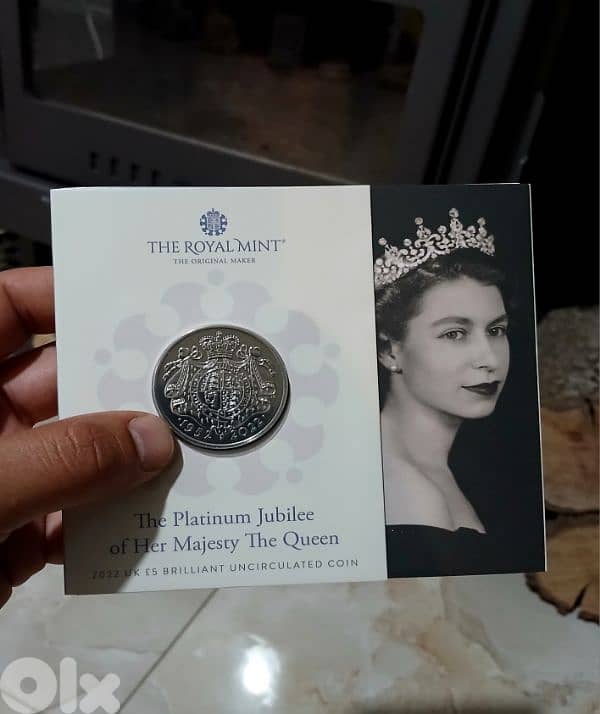 THE ROYAL MINT®
THE ORIGINAL MAKER
·1952 2022·
The Platinum Jubilee
of Her Majesty The Queen
2022 UK £5 BRILLIANT UNCIRCULATED COIN
OLX